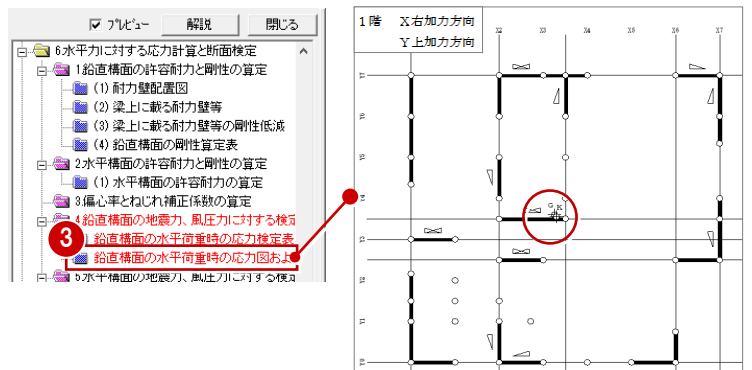 プレビュー 解説 閉じる
6.水平力に対する応力計算と断面検定
1.鉛直構面の許容耐力と剛性の算定
(1) 耐力壁配置図
(2) 梁上に載る耐力壁等
(3) 梁上に載る耐力壁等の剛性低減
(4) 鉛直構面の剛性算定表
2.水平構面の許容耐力と剛性の算定
(1) 水平構面の許容耐力の算定
3.偏心率とねじれ補正係数の算定
4.鉛直構面の地震力、風圧力に対する検定
3
鉛直構面の水平荷重時の応力検定表
鉛直構面の水平荷重時の応力図およ
5.水平構面の地震力、風圧力に対する検定
1階 X右加力方向
Y上加力方向
X2 X3 X4 X5 X6 X7
Y7
Y6
Y5
Y4
G K
Y3
Y2
Y1
Y0